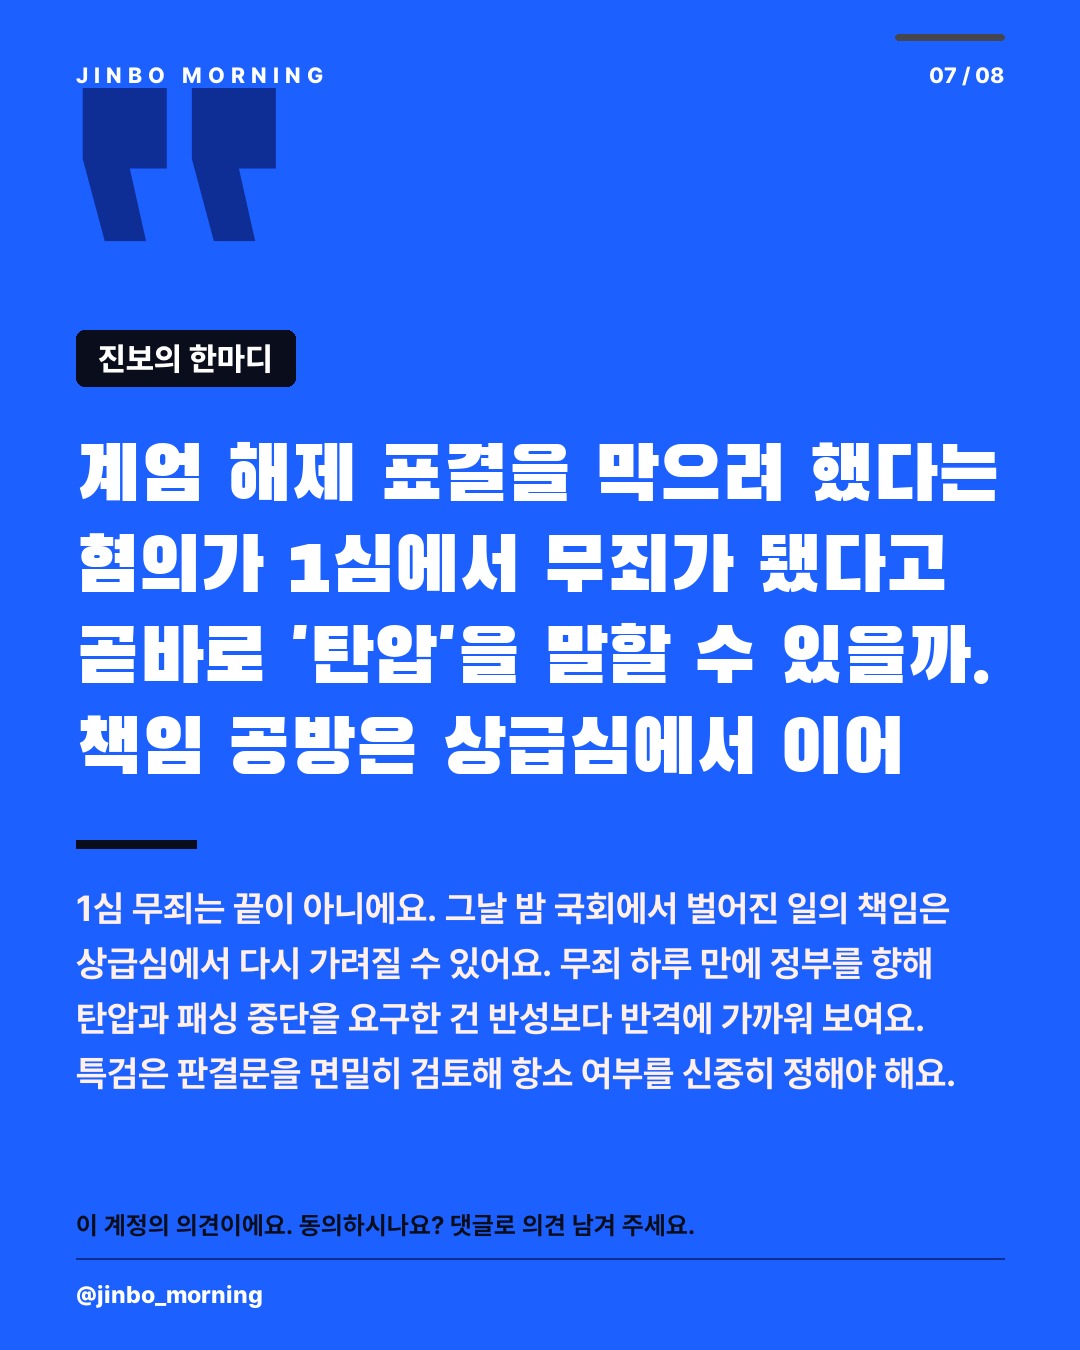 JINBO MORNING
07 / 08
진보의 한마디
계엄 해제 표결을 막으려 했다는
혐의가 1심에서 무죄가 됐다고
곧바로 '탄압'을 말할 수 있을까.
책임 공방은 상급심에서 이어
1심 무죄는 끝이 아니에요. 그날 밤 국회에서 벌어진 일의 책임은
상급심에서 다시 가려질 수 있어요. 무죄 하루 만에 정부를 향해
탄압과 패싱 중단을 요구한 건 반성보다 반격에 가까워 보여요.
특검은 판결문을 면밀히 검토해 항소 여부를 신중히 정해야 해요.
이 계정의 의견이에요. 동의하시나요? 댓글로 의견 남겨 주세요.
@jinbo_morning